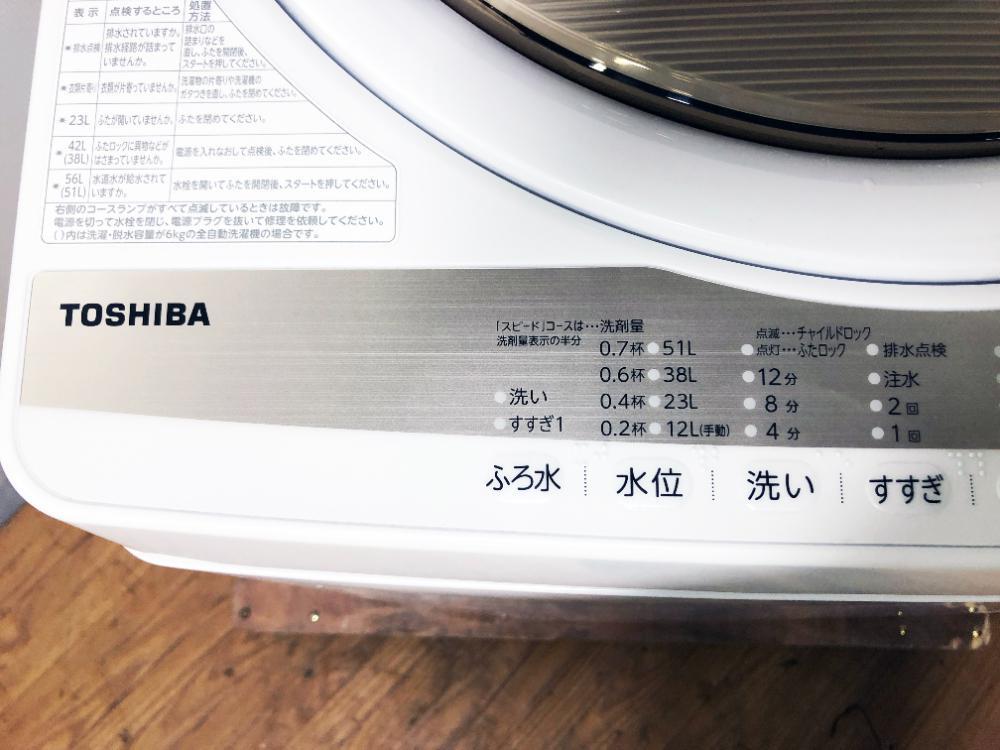 表示 点検するところ 処置方法
排水点検 排水されていますか。排水経路が詰まっていませんか。 排水口の詰まりなどを直し、ふたを開閉後、スタートを押してください。
衣類片寄り 衣類が片寄っていませんか。 洗濯物の片寄りや洗濯機のガタつきを直し、ふたを閉めてください。
23L ふたが開いていませんか。 ふたを閉めてください。
42L (38L) ふたロックに異物などがはさまっていませんか。 電源を入れなおして点検後、ふたを閉めてください。
56L (51L) 水道水が給水されていますか。 水栓を開いてふたを開閉後、スタートを押してください。
右側のコースランプがすべて点滅しているときは故障です。
電源を切って水栓を閉じ、電源プラグを抜いて修理を依頼してください。
( )内は洗濯・脱水容量が6kgの全自動洗濯機の場合です。
TOSHIBA
「スピード」コースは…洗剤量
洗剤量表示の半分
点滅…チャイルドロック
0.7杯 51L 点灯…ふたロック 排水点検
0.6杯 38L 12分 注水
洗い 0.4杯 23L 8分 2回
すすぎ1 0.2杯 12L(手動) 4分 1回
ふろ水 水位 洗い すすぎ